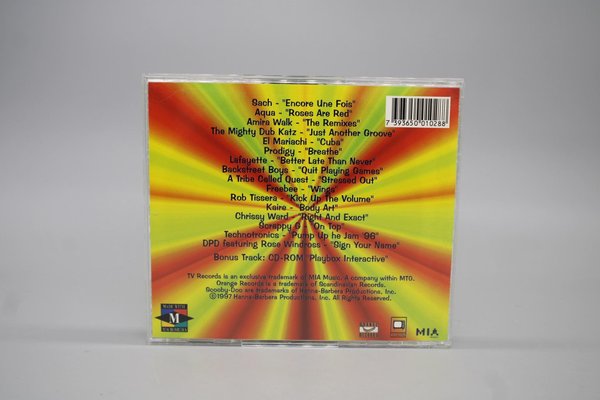 Sach - "Encore Une Fois"
Aqua - "Roses Are Red"
Amira Walk - "The Remixes"
The Mighty Dub Katz - "Just Another Groove"
El Mariachi - "Cuba"
Prodigy - "Breathe"
Lafayette - "Better Late Than Never"
Backstreet Boys - "Quit Playing Games"
A Tribe Called Quest - "Stressed Out"
Freebee - "Wings"
Rob Tissera - "Kick Up The Volume"
Keire - "Body Art"
Chrissy Ward - "Right And Exact"
Scrappy G - "On Top"
Technotronics - "Pump Up he Jam '96"
DPD featuring Rose Windross - "Sign Your Name"
Bonus Track: CD-ROM "Playbox Interactive"
TV Records is an exclusive trademark of MIA Music. A company within MTG.
Orange Records is a trademark of Scandinavian Records.
Scooby-Doo are trademarks of Hanna-Barbera Productions, Inc.
©1997 Hanna-Barbera Productions, Inc. All Rights Reserved.
7 393650 010288
M
MIA